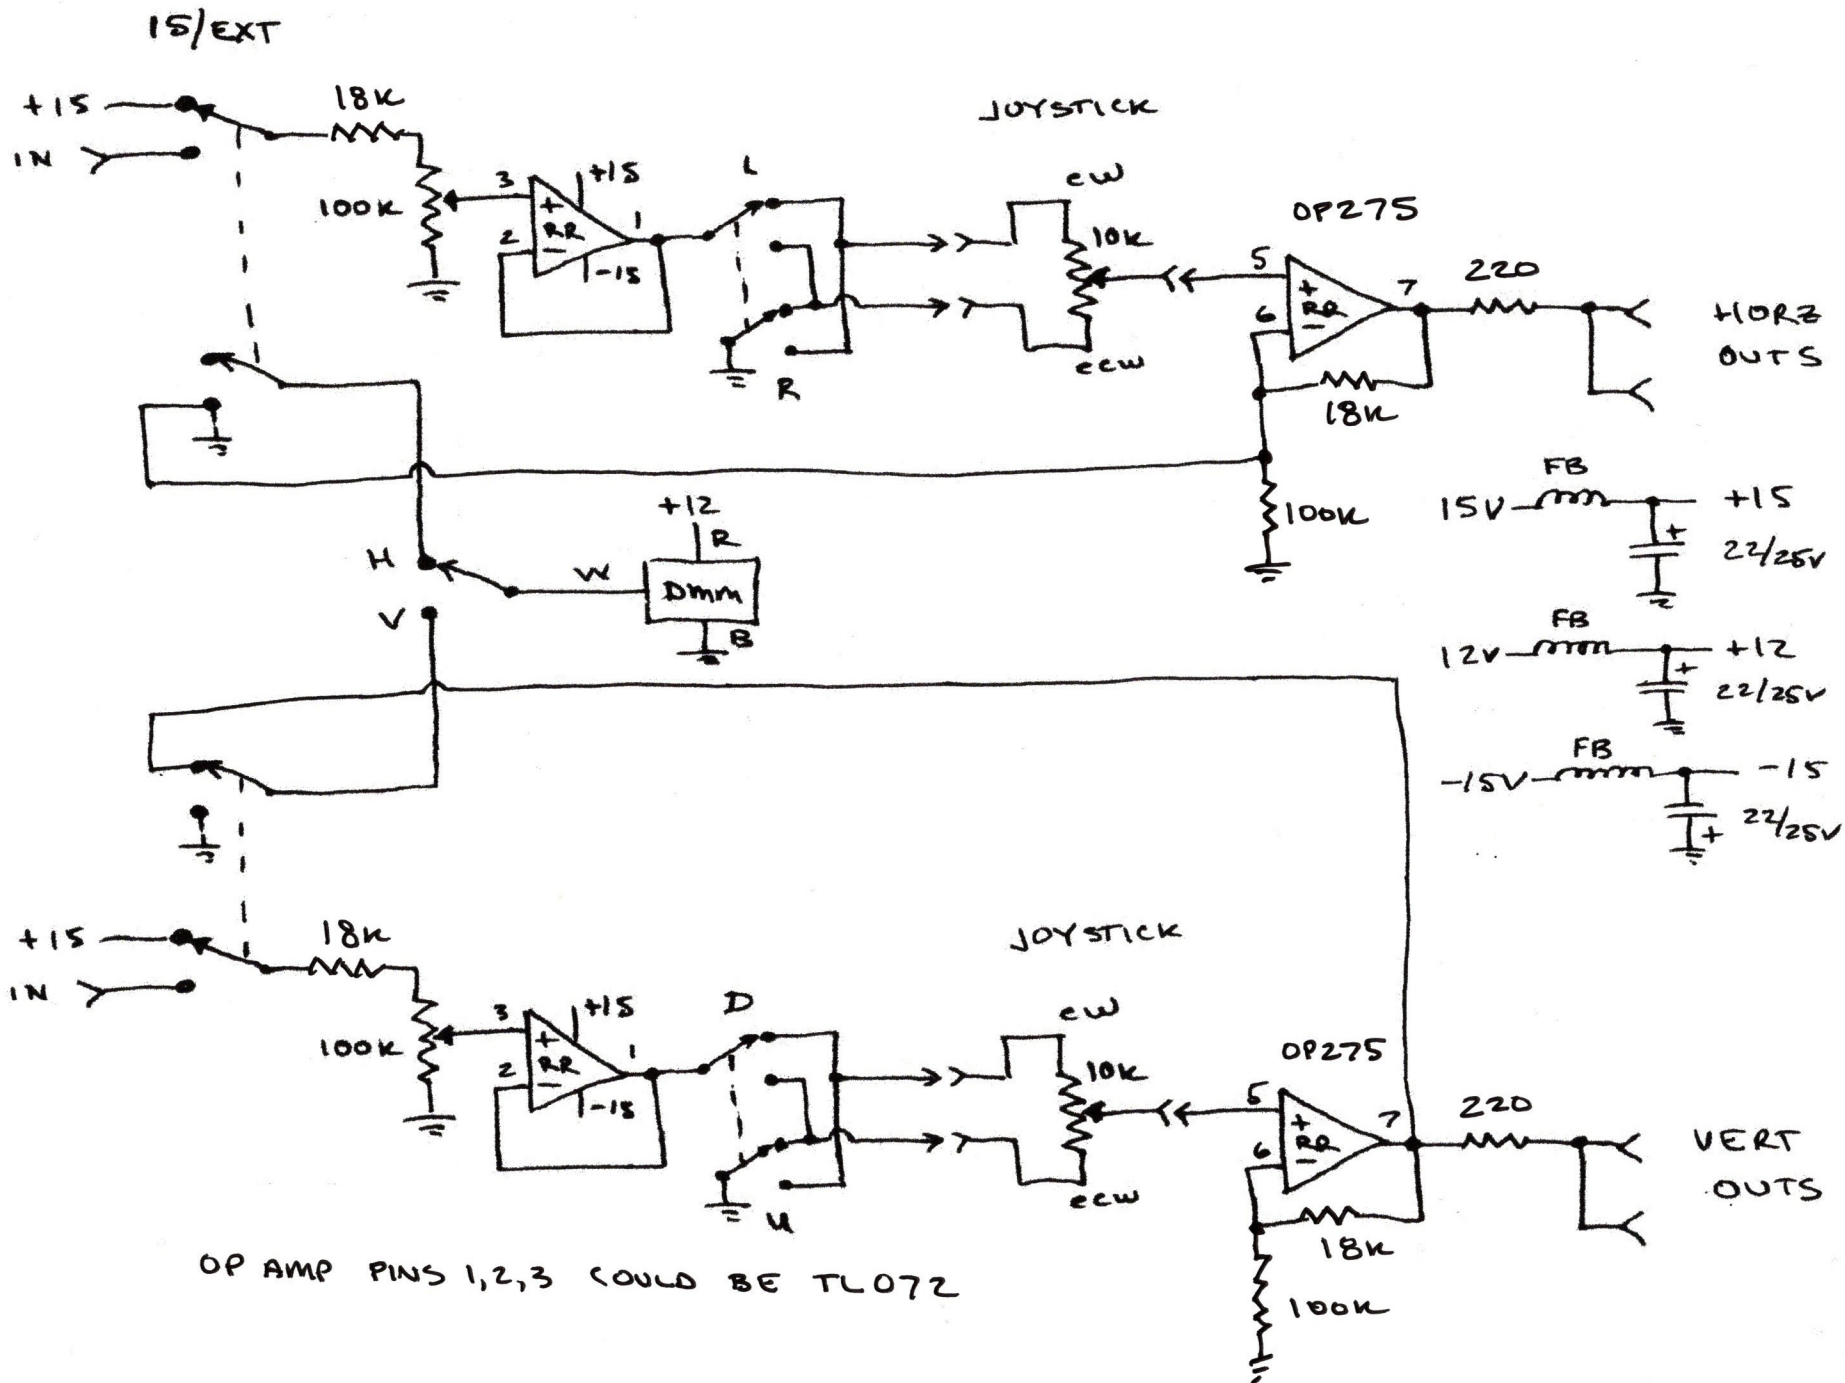 15/EXT
+15
18K
IN
100K
3
+15
+
RR
2
−
-15
1
L
R
JOYSTICK
CW
10K
CCW
OP275
5
+
RR
6
−
7
220
18K
HORZ
OUTS
100K
FB
15V
+15
+
22/25V
FB
12V
+12
+
22/25V
FB
-15V
-15
22/25V
+
H
V
W
+12
R
DMM
B
+15
18K
IN
100K
3
+15
+
RR
2
−
-15
1
D
U
JOYSTICK
CW
10K
CCW
OP275
5
+
RR
6
−
7
220
18K
VERT
OUTS
100K
OP AMP PINS 1,2,3 COULD BE TL072